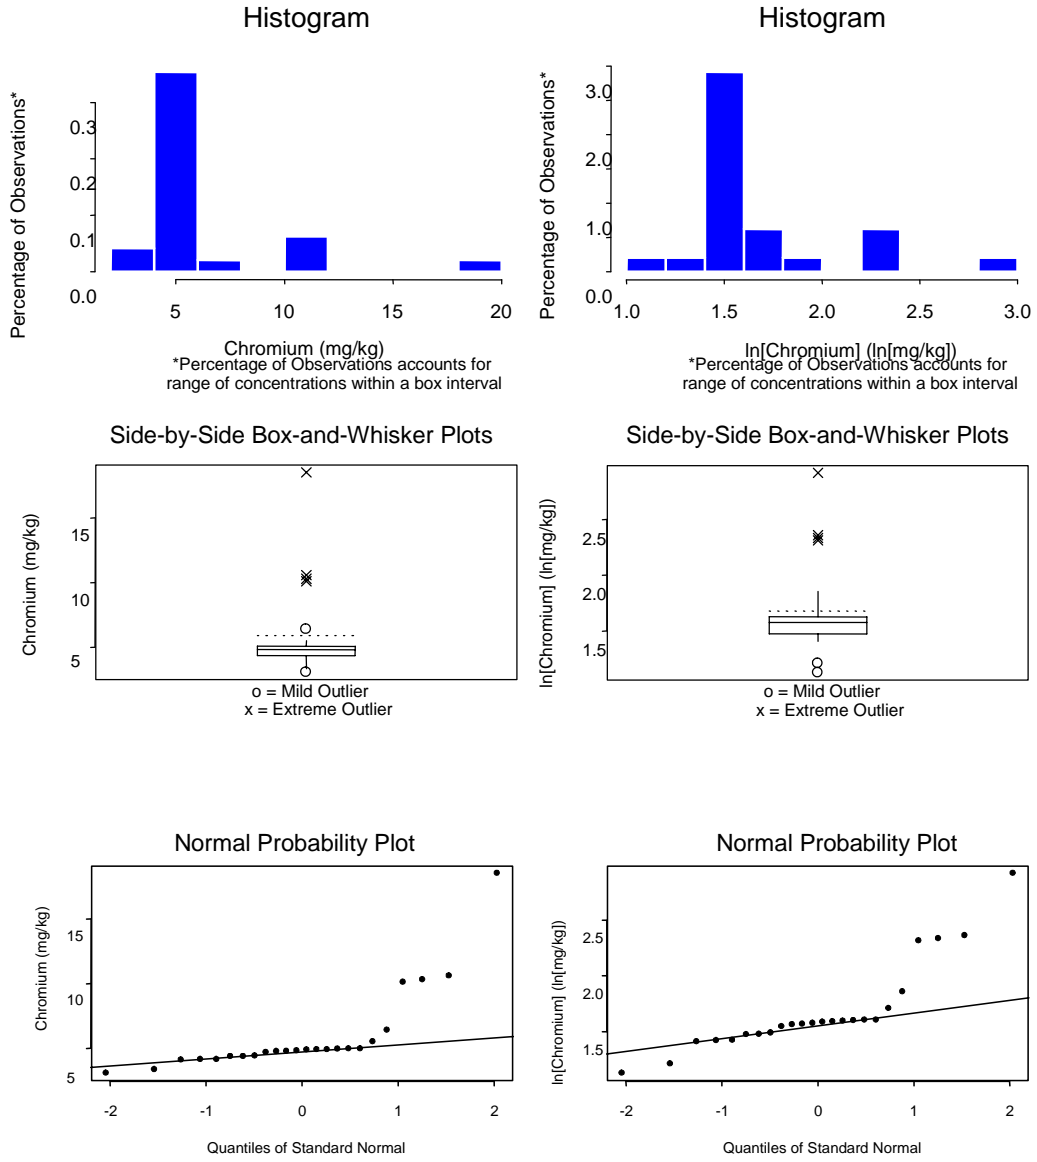 Histogram
Percentage of Observations*
0.3
0.2
0.1
0.0
5 10 15 20
Chromium (mg/kg)
*Percentage of Observations accounts for
range of concentrations within a box interval
Histogram
Percentage of Observations*
3.0
2.0
1.0
0.0
1.0 1.5 2.0 2.5 3.0
ln[Chromium] (ln[mg/kg])
*Percentage of Observations accounts for
range of concentrations within a box interval
Side-by-Side Box-and-Whisker Plots
Chromium (mg/kg)
15
10
5
o = Mild Outlier
x = Extreme Outlier
Side-by-Side Box-and-Whisker Plots
ln[Chromium] (ln[mg/kg])
2.5
2.0
1.5
o = Mild Outlier
x = Extreme Outlier
Normal Probability Plot
Chromium (mg/kg)
15
10
5
-2 -1 0 1 2
Quantiles of Standard Normal
Normal Probability Plot
ln[Chromium] (ln[mg/kg])
2.5
2.0
1.5
-2 -1 0 1 2
Quantiles of Standard Normal